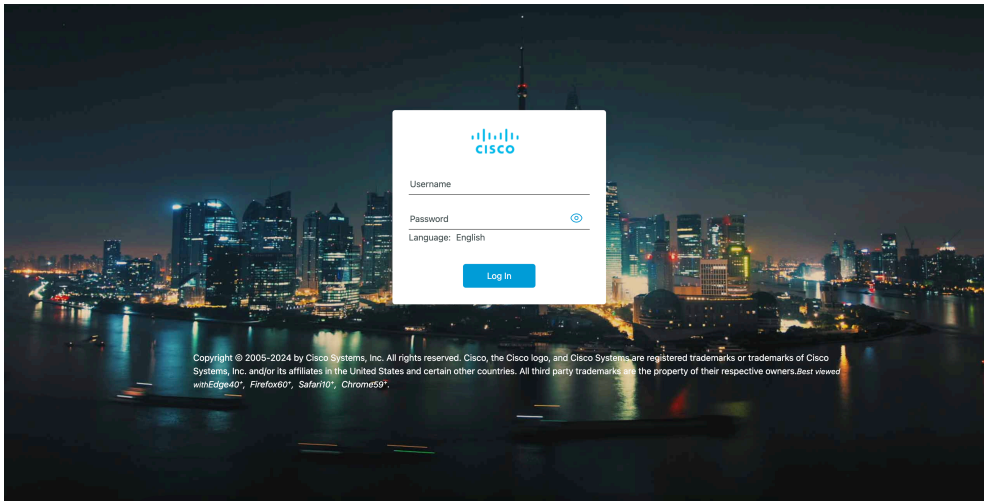 CISCO
Username
Password
Language: English
Log In
Copyright © 2005-2024 by Cisco Systems, Inc. All rights reserved. Cisco, the Cisco logo, and Cisco Systems are registered trademarks or trademarks of Cisco
Systems, Inc. and/or its affiliates in the United States and certain other countries. All third party trademarks are the property of their respective owners.Best viewed
withEdge40+, Firefox60+, Safari10+, Chrome59+.